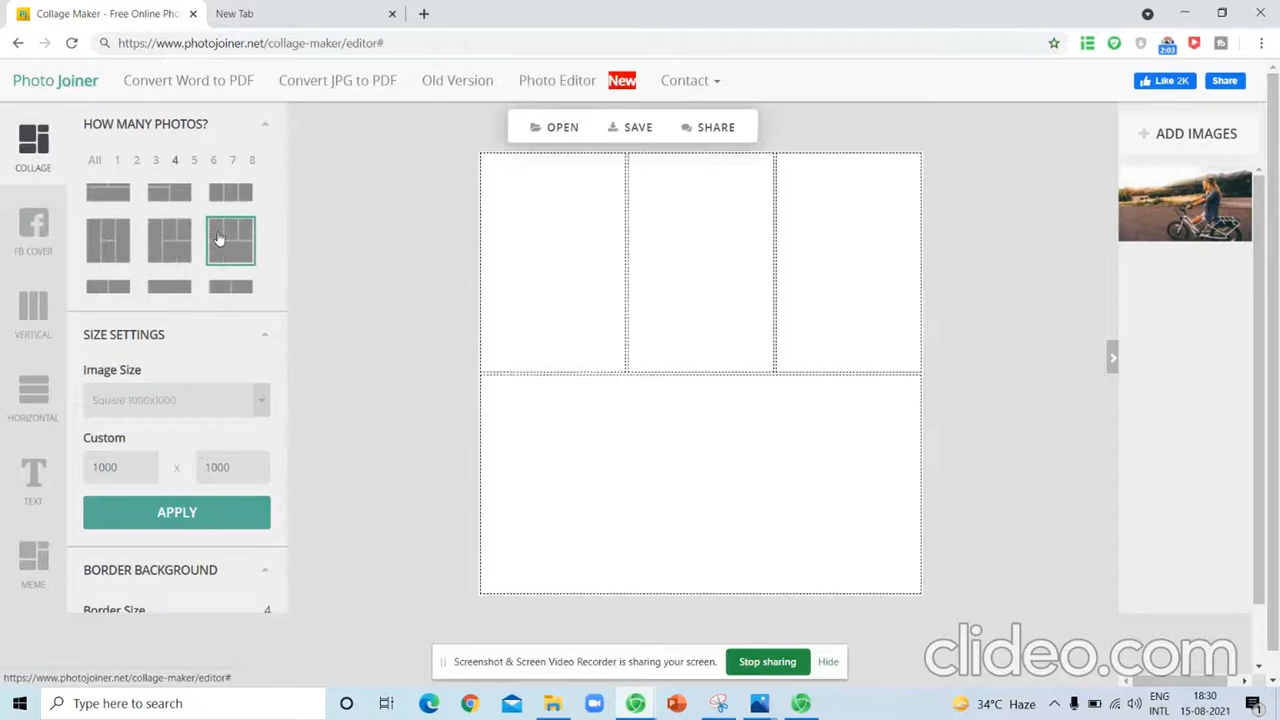 Collage Maker - Free Online Pho
New Tab
https://www.photojoiner.net/collage-maker/editor#
2:03
Photo Joiner
Convert Word to PDF
Convert JPG to PDF
Old Version
Photo Editor
New
Contact
Like 2K
Share
COLLAGE
HOW MANY PHOTOS?
All 1 2 3 4 5 6 7 8
OPEN
SAVE
SHARE
ADD IMAGES
FB COVER
VERTICAL
SIZE SETTINGS
Image Size
Square 1000x1000
HORIZONTAL
Custom
1000 x 1000
TEXT
APPLY
MEME
BORDER BACKGROUND
Border Size 4
Screenshot & Screen Video Recorder is sharing your screen.
Stop sharing
Hide
clideo.com
https://www.photojoiner.net/collage-maker/editor#
Type here to search
34°C Haze
ENG
INTL
18:30
15-08-2021
1